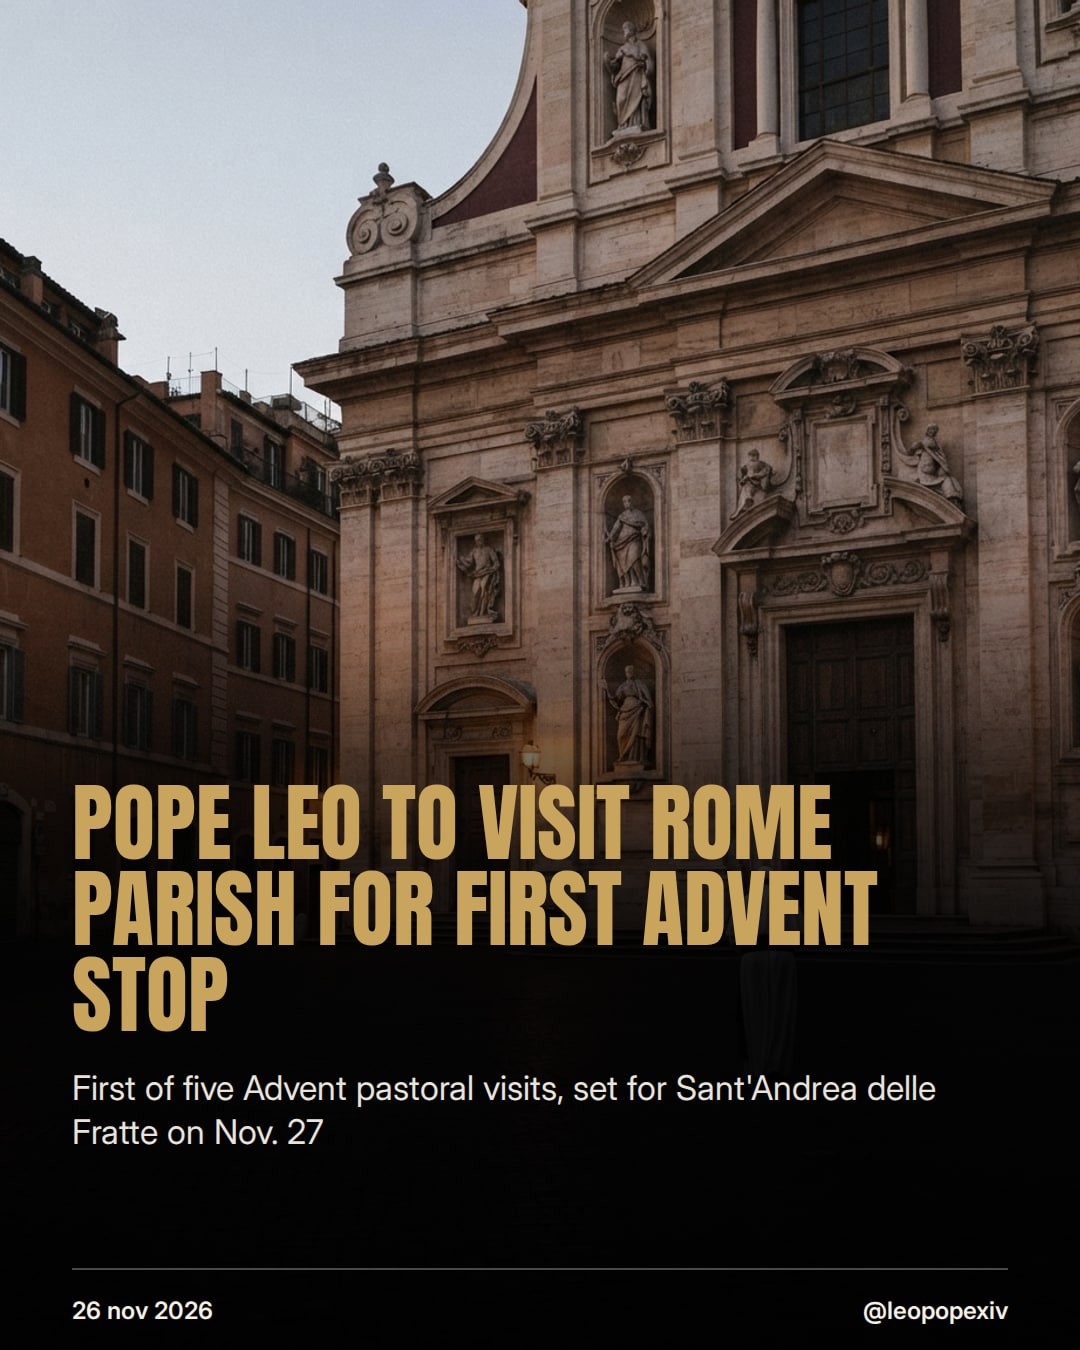 POPE LEO TO VISIT ROME
PARISH FOR FIRST ADVENT
STOP
First of five Advent pastoral visits, set for Sant'Andrea delle
Fratte on Nov. 27
26 nov 2026
@leopopexiv